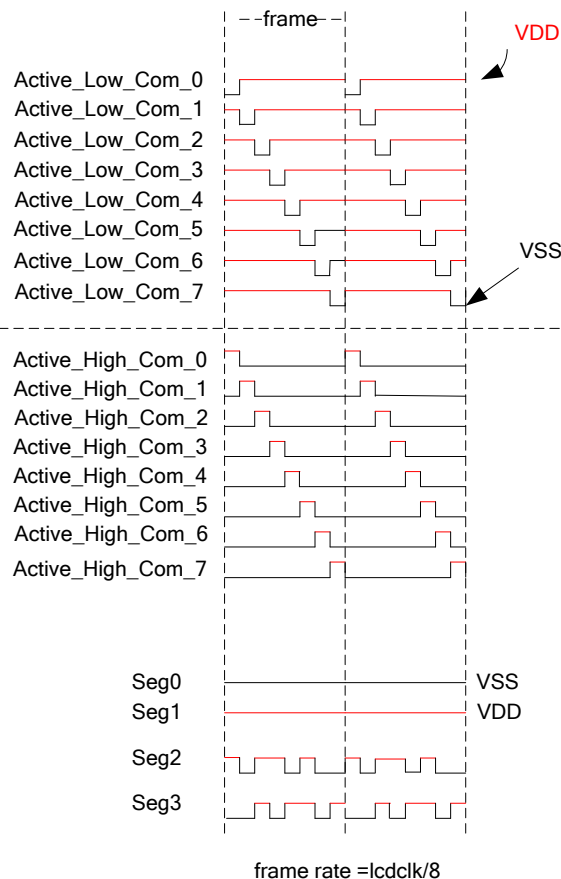 frame
VDD
Active_Low_Com_0
Active_Low_Com_1
Active_Low_Com_2
Active_Low_Com_3
Active_Low_Com_4
Active_Low_Com_5
Active_Low_Com_6
VSS
Active_Low_Com_7
Active_High_Com_0
Active_High_Com_1
Active_High_Com_2
Active_High_Com_3
Active_High_Com_4
Active_High_Com_5
Active_High_Com_6
Active_High_Com_7
Seg0 VSS
Seg1 VDD
Seg2
Seg3
frame rate =lcdclk/8